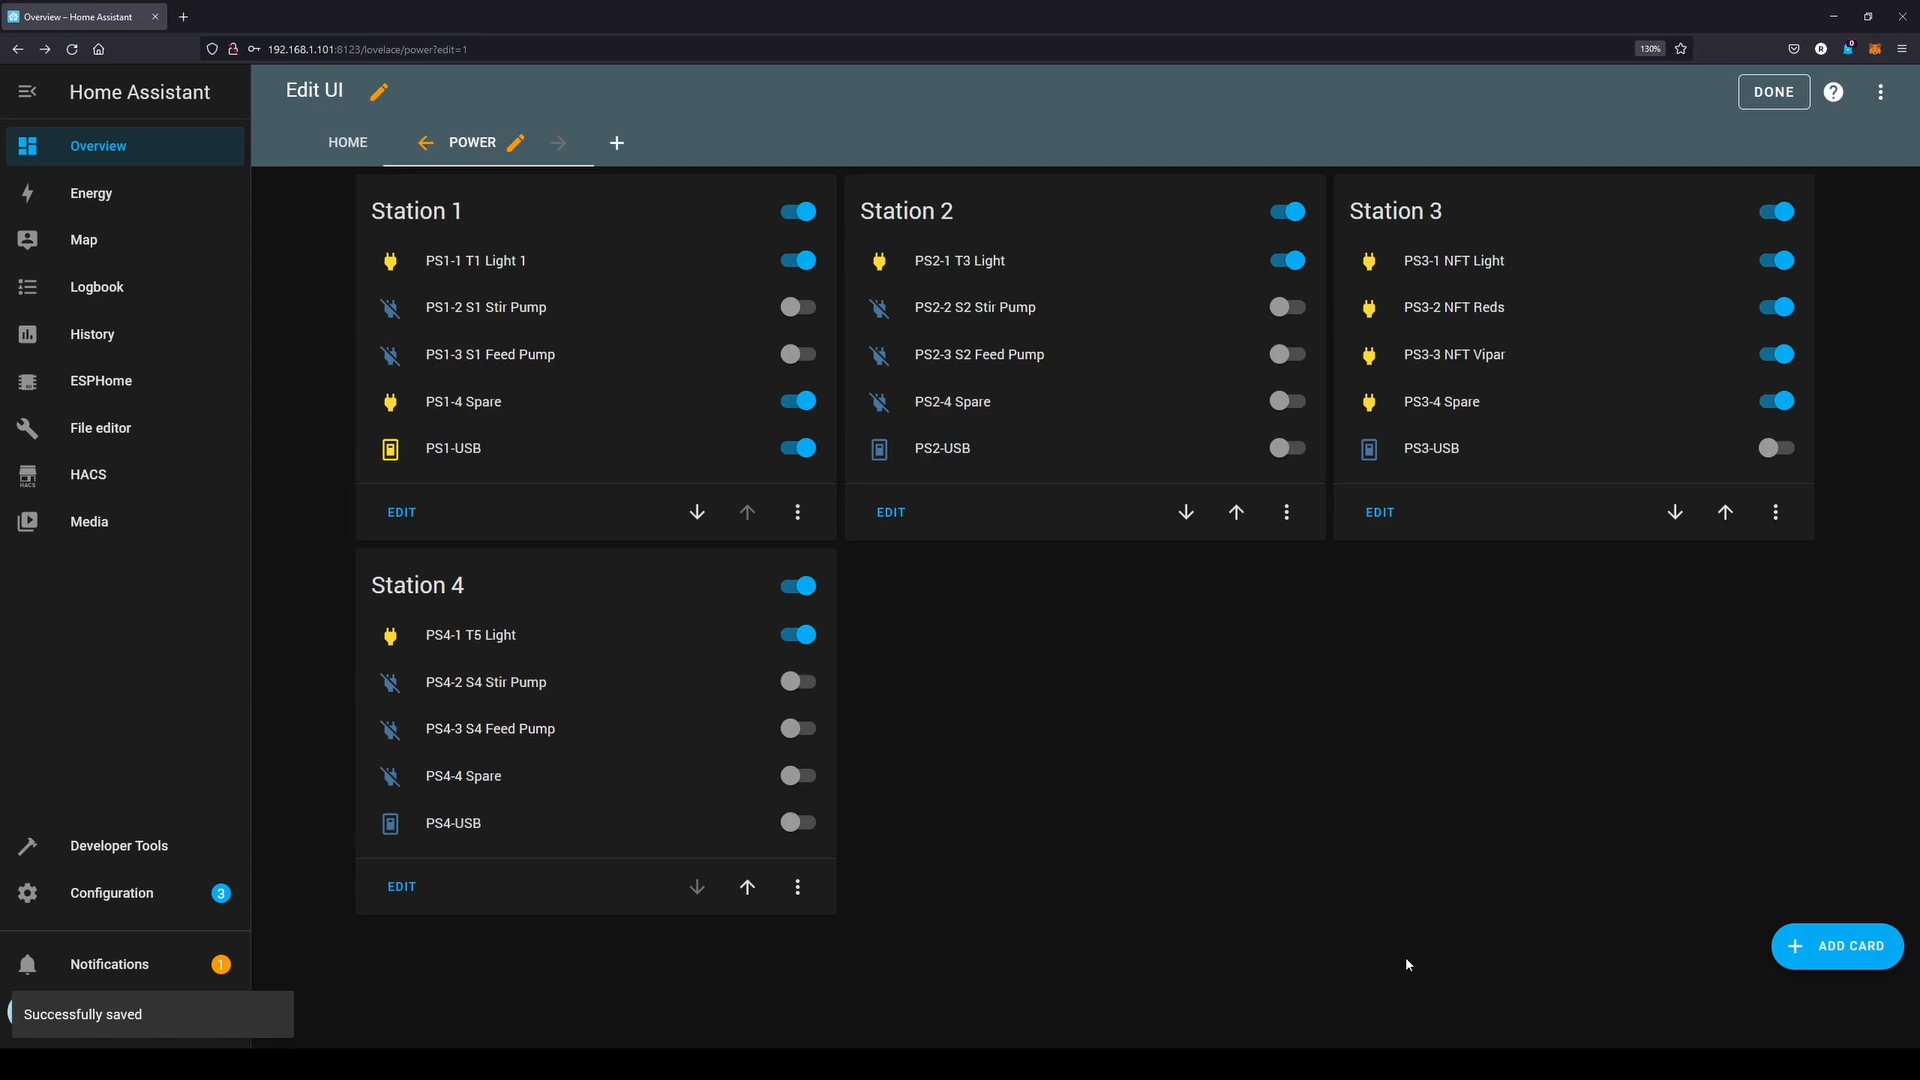 Overview – Home Assistant
192.168.1.101:8123/lovelace/power?edit=1
130%
Home Assistant
Edit UI
DONE
HOME
POWER
Overview
Energy
Map
Logbook
History
ESPHome
File editor
HACS
HACS
Media
Developer Tools
Configuration
3
Notifications
1
Successfully saved
Station 1
PS1-1 T1 Light 1
PS1-2 S1 Stir Pump
PS1-3 S1 Feed Pump
PS1-4 Spare
PS1-USB
EDIT
Station 2
PS2-1 T3 Light
PS2-2 S2 Stir Pump
PS2-3 S2 Feed Pump
PS2-4 Spare
PS2-USB
EDIT
Station 3
PS3-1 NFT Light
PS3-2 NFT Reds
PS3-3 NFT Vipar
PS3-4 Spare
PS3-USB
EDIT
Station 4
PS4-1 T5 Light
PS4-2 S4 Stir Pump
PS4-3 S4 Feed Pump
PS4-4 Spare
PS4-USB
EDIT
ADD CARD